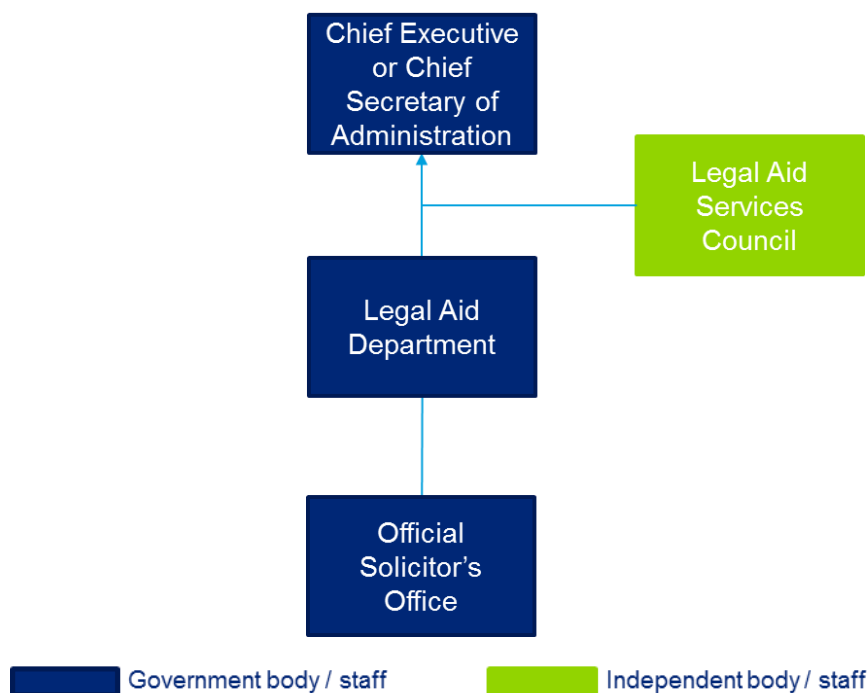 Chief Executive
or Chief
Secretary of
Administration
Legal Aid
Services
Council
Legal Aid
Department
Official
Solicitor's
Office
Government body / staff
Independent body / staff